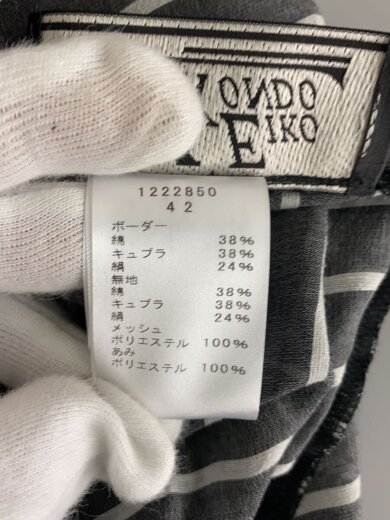 KONDO
EIKO
1222850
42
ボーダー
綿 38%
キュプラ 38%
絹 24%
無地
綿 38%
キュプラ 38%
絹 24%
メッシュ
ポリエステル 100%
あみ
ポリエステル 100%